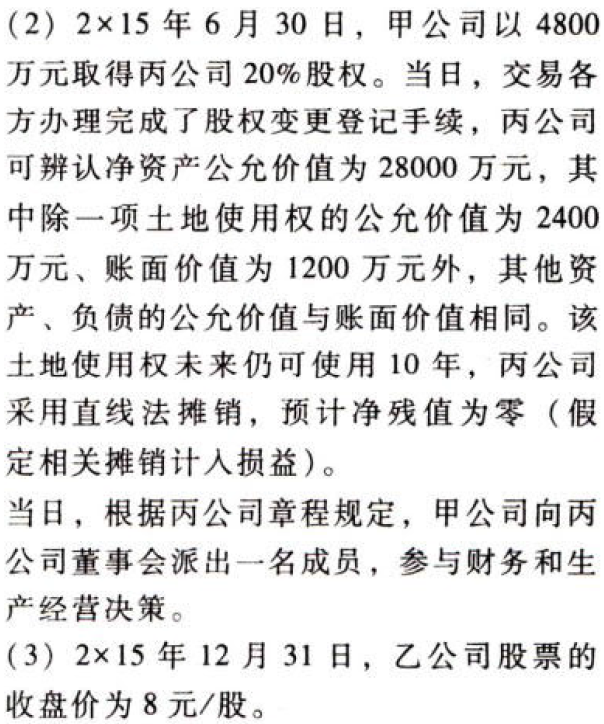 (2) 2×15 年 6 月 30 日，甲公司以 4800
万元取得丙公司 20%股权。当日，交易各
方办理完成了股权变更登记手续，丙公司
可辨认净资产公允价值为 28000 万元，其
中除一项土地使用权的公允价值为 2400
万元、账面价值为 1200 万元外，其他资
产、负债的公允价值与账面价值相同。该
土地使用权未来仍可使用 10 年，丙公司
采用直线法摊销，预计净残值为零（假
定相关摊销计入损益）。
当日，根据丙公司章程规定，甲公司向丙
公司董事会派出一名成员，参与财务和生
产经营决策。
(3) 2×15 年 12 月 31 日，乙公司股票的
收盘价为 8 元/股。